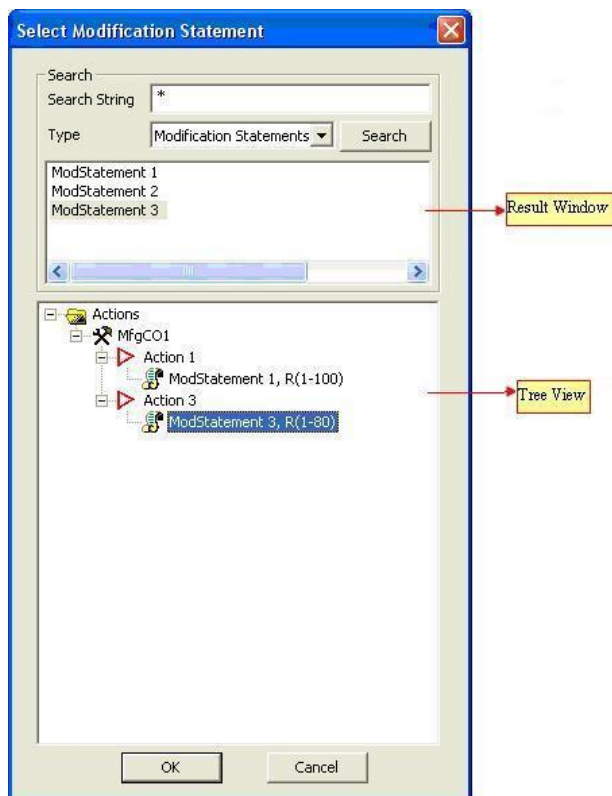 Select Modification Statement
Search
Search String *
Type Modification Statements Search
ModStatement 1
ModStatement 2
ModStatement 3
Result Window
Actions
MfgCO1
Action 1
ModStatement 1, R(1-100)
Action 3
Tree View
ModStatement 3, R(1-80)
OK Cancel